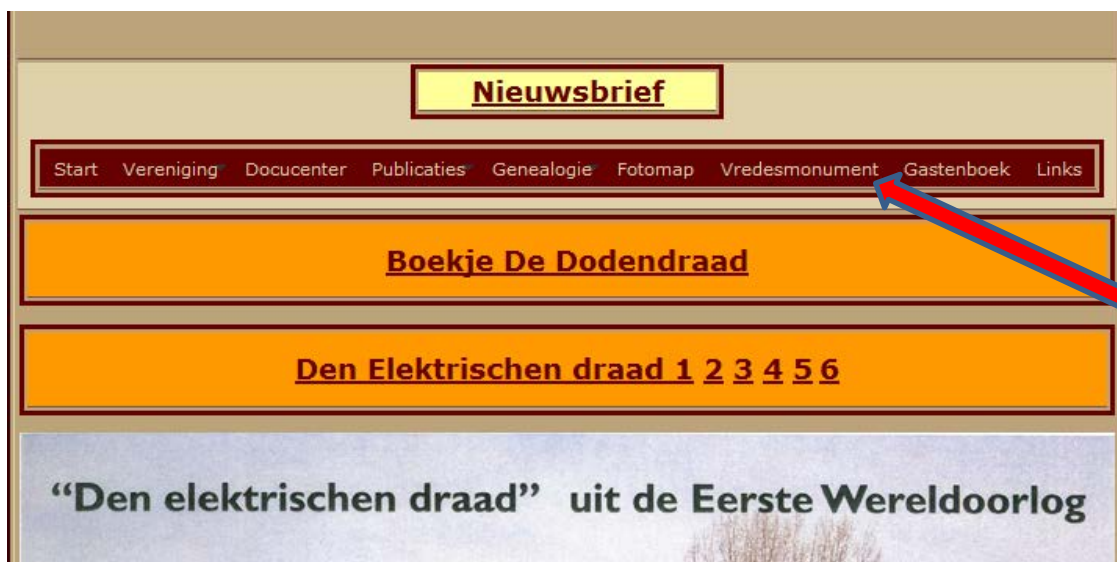 Nieuwsbrief
Start Vereniging Docucenter Publicaties Genealogie Fotomap Vredesmonument Gastenboek Links
Boekje De Dodendraad
Den Elektrischen draad 1 2 3 4 5 6
“Den elektrischen draad” uit de Eerste Wereldoorlog